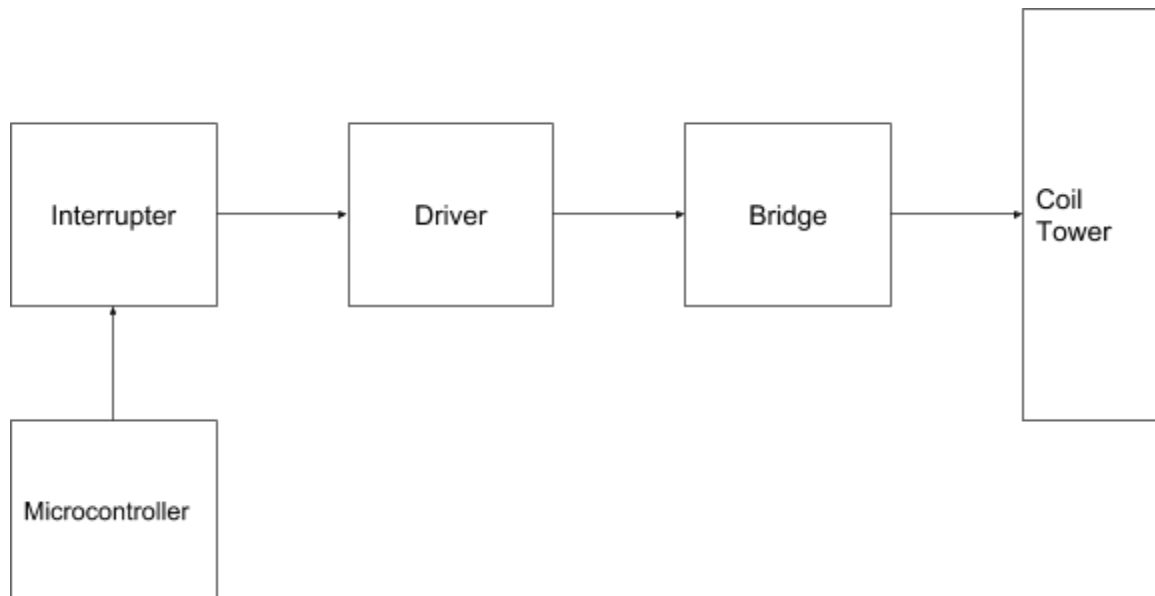 Interrupter
Driver
Bridge
Coil
Tower
Microcontroller